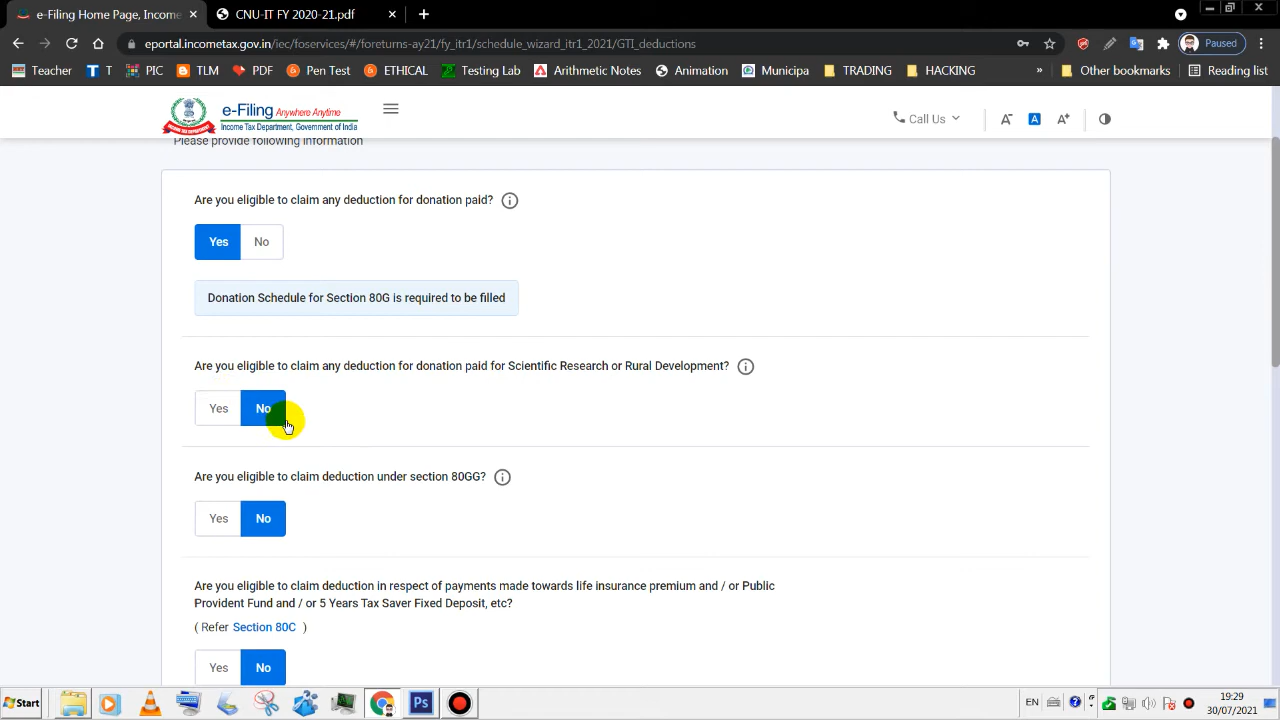 e-Filing Home Page, Income
CNU-IT FY 2020-21.pdf
eportal.incometax.gov.in/iec/foservices/#/foreturns-ay21/fy_itr1/schedule_wizard_itr1_2021/GTI_deductions
Paused
Teacher
T
PIC
TLM
PDF
Pen Test
ETHICAL
Testing Lab
Arithmetic Notes
Animation
Municipa
TRADING
HACKING
»
Other bookmarks
Reading list
e-Filing Anywhere Anytime
Income Tax Department, Government of India
Call Us
A-
A
A+
Please provide following information
Are you eligible to claim any deduction for donation paid?
Yes
No
Donation Schedule for Section 80G is required to be filled
Are you eligible to claim any deduction for donation paid for Scientific Research or Rural Development?
Yes
No
Are you eligible to claim deduction under section 80GG?
Yes
No
Are you eligible to claim deduction in respect of payments made towards life insurance premium and / or Public
Provident Fund and / or 5 Years Tax Saver Fixed Deposit, etc?
( Refer Section 80C )
Yes
No
Start
Ps
EN
19:29
30/07/2021